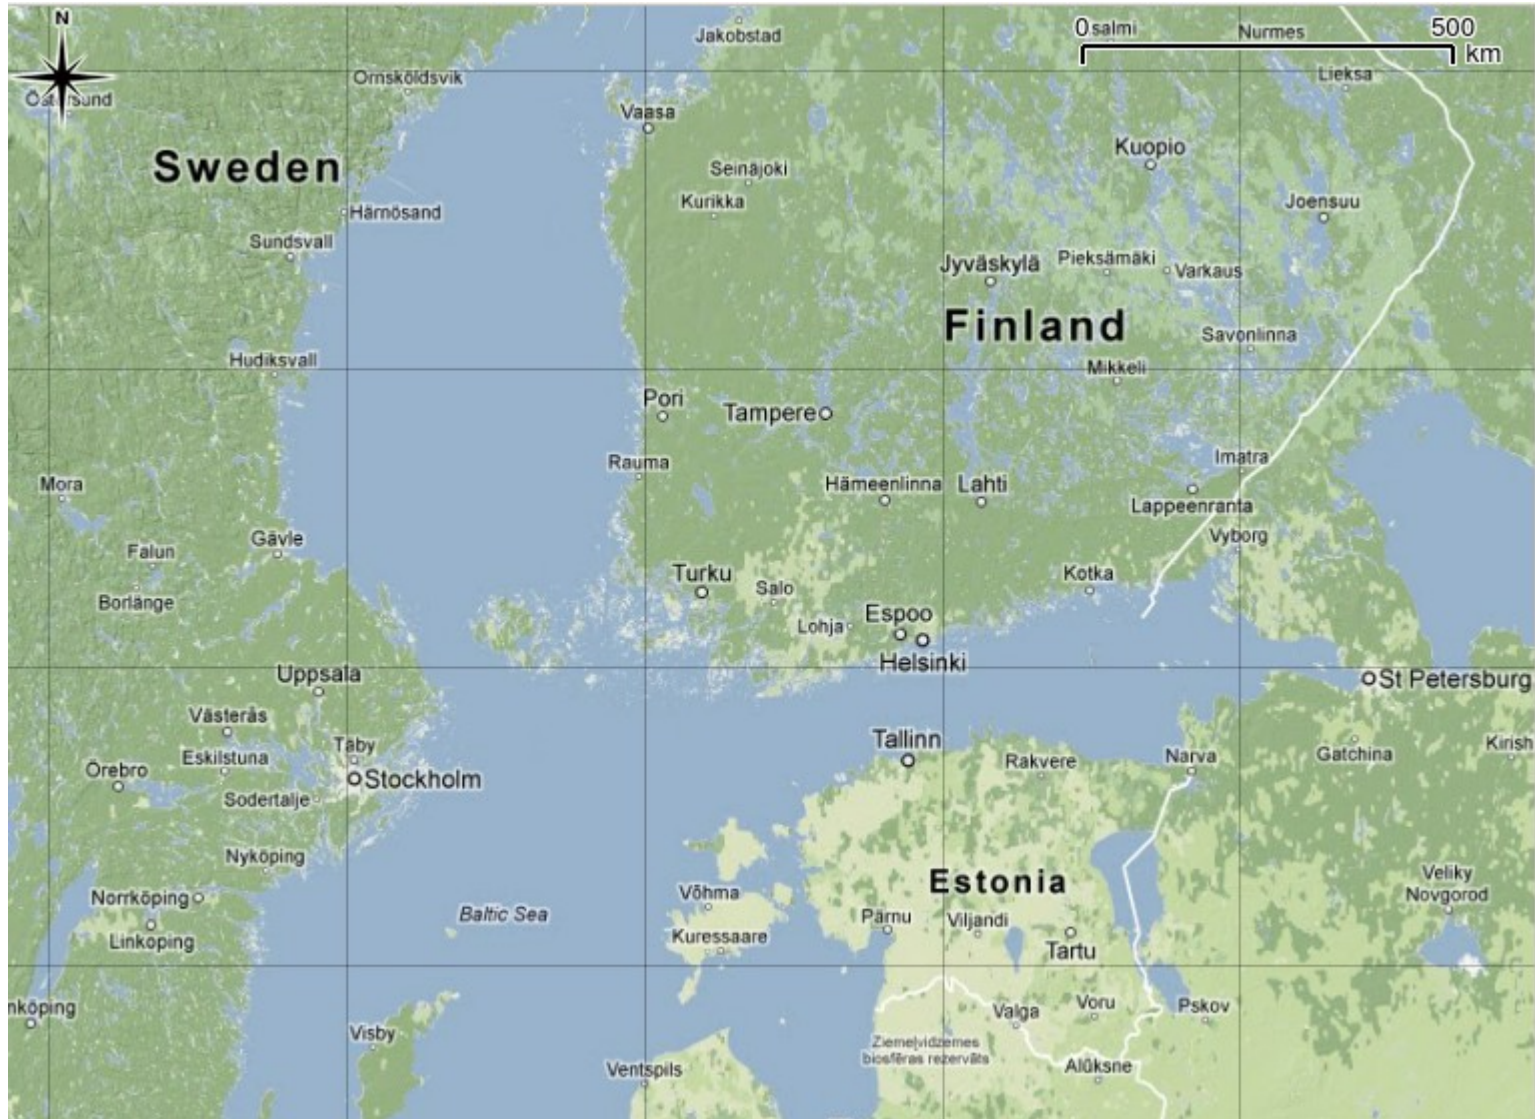 N
Jakobstad
0
salmi
Nurmes
500
km
Ornsköldsvik
Lieksa
Östersund
Vaasa
Kuopio
Sweden
Seinäjoki
Kurikka
Joensuu
Härnösand
Sundsvall
Jyväskylä
Pieksämäki
Varkaus
Finland
Savonlinna
Hudiksvall
Mikkeli
Pori
Tampere
Rauma
Imatra
Mora
Hämeenlinna
Lahti
Lappeenranta
Gävle
Vyborg
Falun
Turku
Kotka
Salo
Borlänge
Espoo
Lohja
Helsinki
Uppsala
St Petersburg
Västerås
Täby
Tallinn
Kirish
Eskilstuna
Rakvere
Narva
Gatchina
Örebro
Stockholm
Sodertalje
Nyköping
Estonia
Veliky
Novgorod
Norrköping
Võhma
Baltic Sea
Pärnu
Viljandi
Linkoping
Kuressaare
Tartu
nköping
Voru
Pskov
Valga
Visby
Ziemeļvidzemes
biosfēras rezervāts
Ventspils
Alūksne